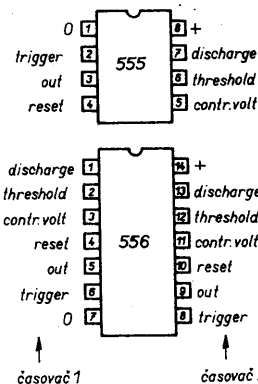 0 1 8 +
trigger 2 7 discharge
555
out 3 6 threshold
reset 4 5 contr.volt
discharge 1 14 +
threshold 2 13 discharge
contr.volt 3 12 threshold
reset 4 556 11 contr.volt
out 5 10 reset
trigger 6 9 out
0 7 8 trigger
časovač 1 časovač